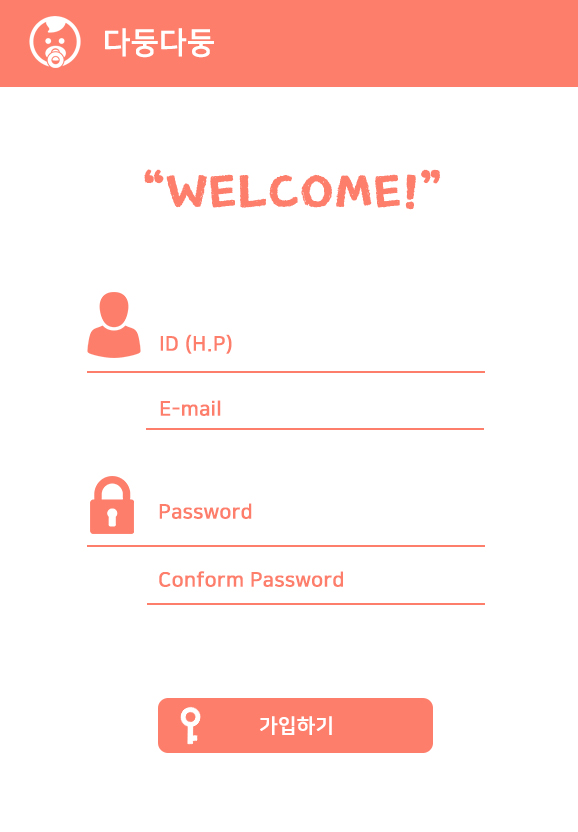 다둥다둥
“WELCOME!”
ID (H.P)
E-mail
Password
Conform Password
가입하기